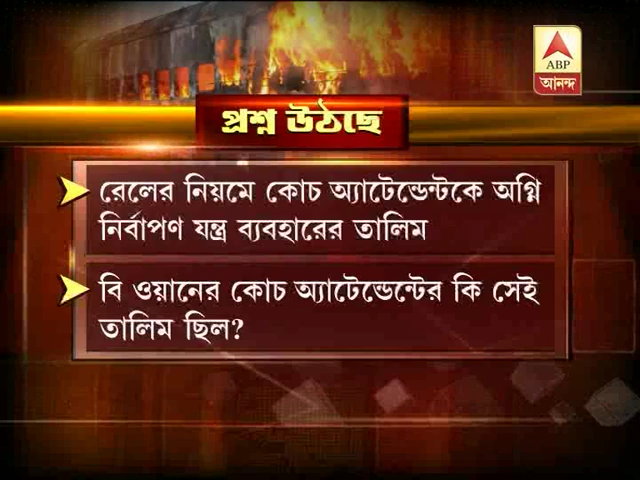 ABP
আনন্দ
প্রশ্ন উঠছে
রেলের নিয়মে কোচ অ্যাটেন্ডেন্টকে অগ্নি
নির্বাপণ যন্ত্র ব্যবহারের তালিম
বি ওয়ানের কোচ অ্যাটেন্ডেন্টের কি সেই
তালিম ছিল?